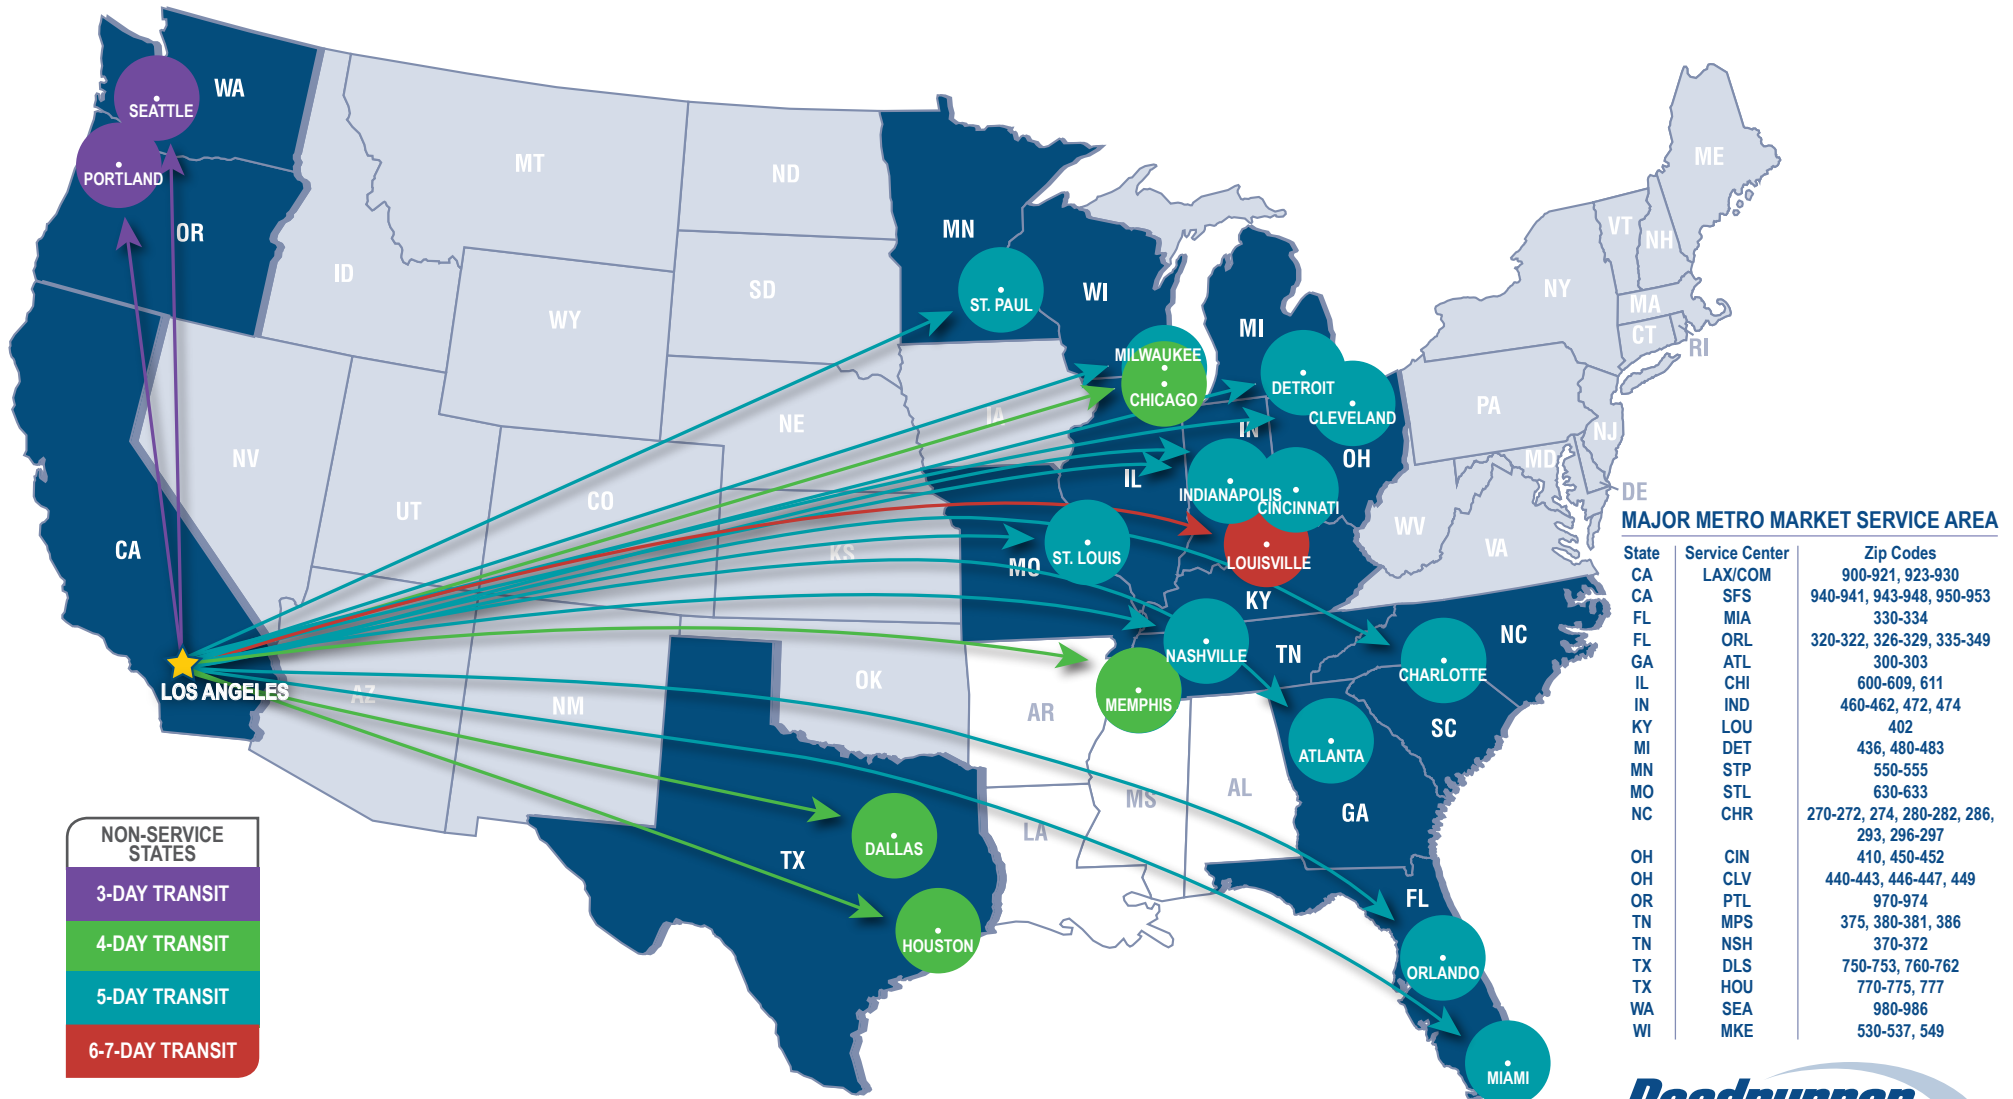 WA
SEATTLE
PORTLAND
OR
MT
ID
WY
ND
SD
NE
MN
ST. PAUL
WI
MI
MILWAUKEE
CHICAGO
DETROIT
CLEVELAND
IA
IN
OH
IL
INDIANAPOLIS
CINCINNATI
LOUISVILLE
KY
ME
VT
NH
NY
MA
CT
RI
PA
NJ
MD
DE
WV
VA
NV
UT
CO
KS
CA
MO
ST. LOUIS
NASHVILLE
TN
NC
CHARLOTTE
SC
LOS ANGELES
AZ
NM
OK
AR
MEMPHIS
ATLANTA
GA
MS
AL
LA
TX
DALLAS
HOUSTON
FL
ORLANDO
MIAMI
NON-SERVICE
STATES
3-DAY TRANSIT
4-DAY TRANSIT
5-DAY TRANSIT
6-7-DAY TRANSIT
MAJOR METRO MARKET SERVICE AREA
State Service Center Zip Codes
CA LAX/COM 900-921, 923-930
CA SFS 940-941, 943-948, 950-953
FL MIA 330-334
FL ORL 320-322, 326-329, 335-349
GA ATL 300-303
IL CHI 600-609, 611
IN IND 460-462, 472, 474
KY LOU 402
MI DET 436, 480-483
MN STP 550-555
MO STL 630-633
NC CHR 270-272, 274, 280-282, 286,
293, 296-297
OH CIN 410, 450-452
OH CLV 440-443, 446-447, 449
OR PTL 970-974
TN MPS 375, 380-381, 386
TN NSH 370-372
TX DLS 750-753, 760-762
TX HOU 770-775, 777
WA SEA 980-986
WI MKE 530-537, 549